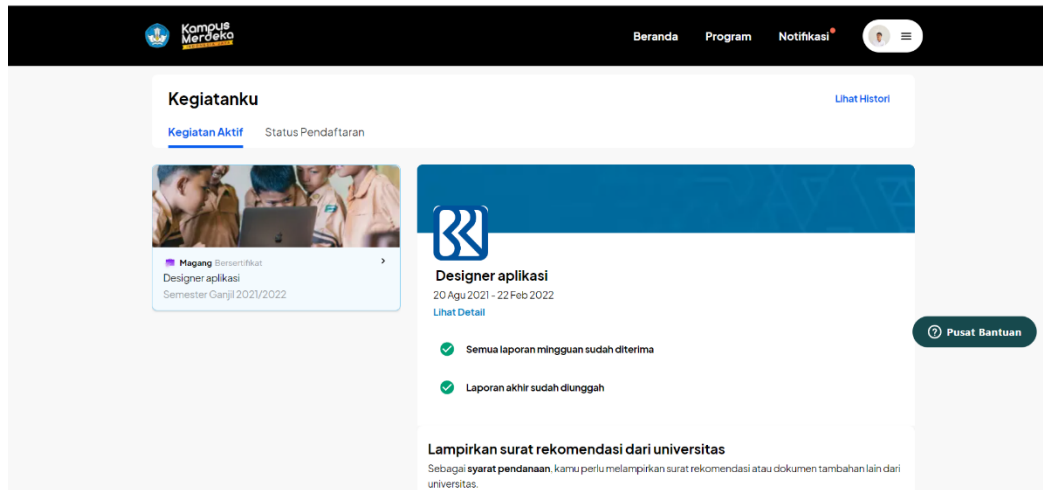 Kampus
Merdeka
INDONESIA JAYA
Beranda Program Notifikasi
Kegiatanku
Lihat Histori
Kegiatan Aktif Status Pendaftaran
Magang Bersertifikat
Designer aplikasi
Semester Ganjil 2021/2022
Designer aplikasi
20 Agu 2021 - 22 Feb 2022
Lihat Detail
Semua laporan mingguan sudah diterima
Laporan akhir sudah diunggah
Pusat Bantuan
Lampirkan surat rekomendasi dari universitas
Sebagai syarat pendanaan, kamu perlu melampirkan surat rekomendasi atau dokumen tambahan lain dari
universitas.